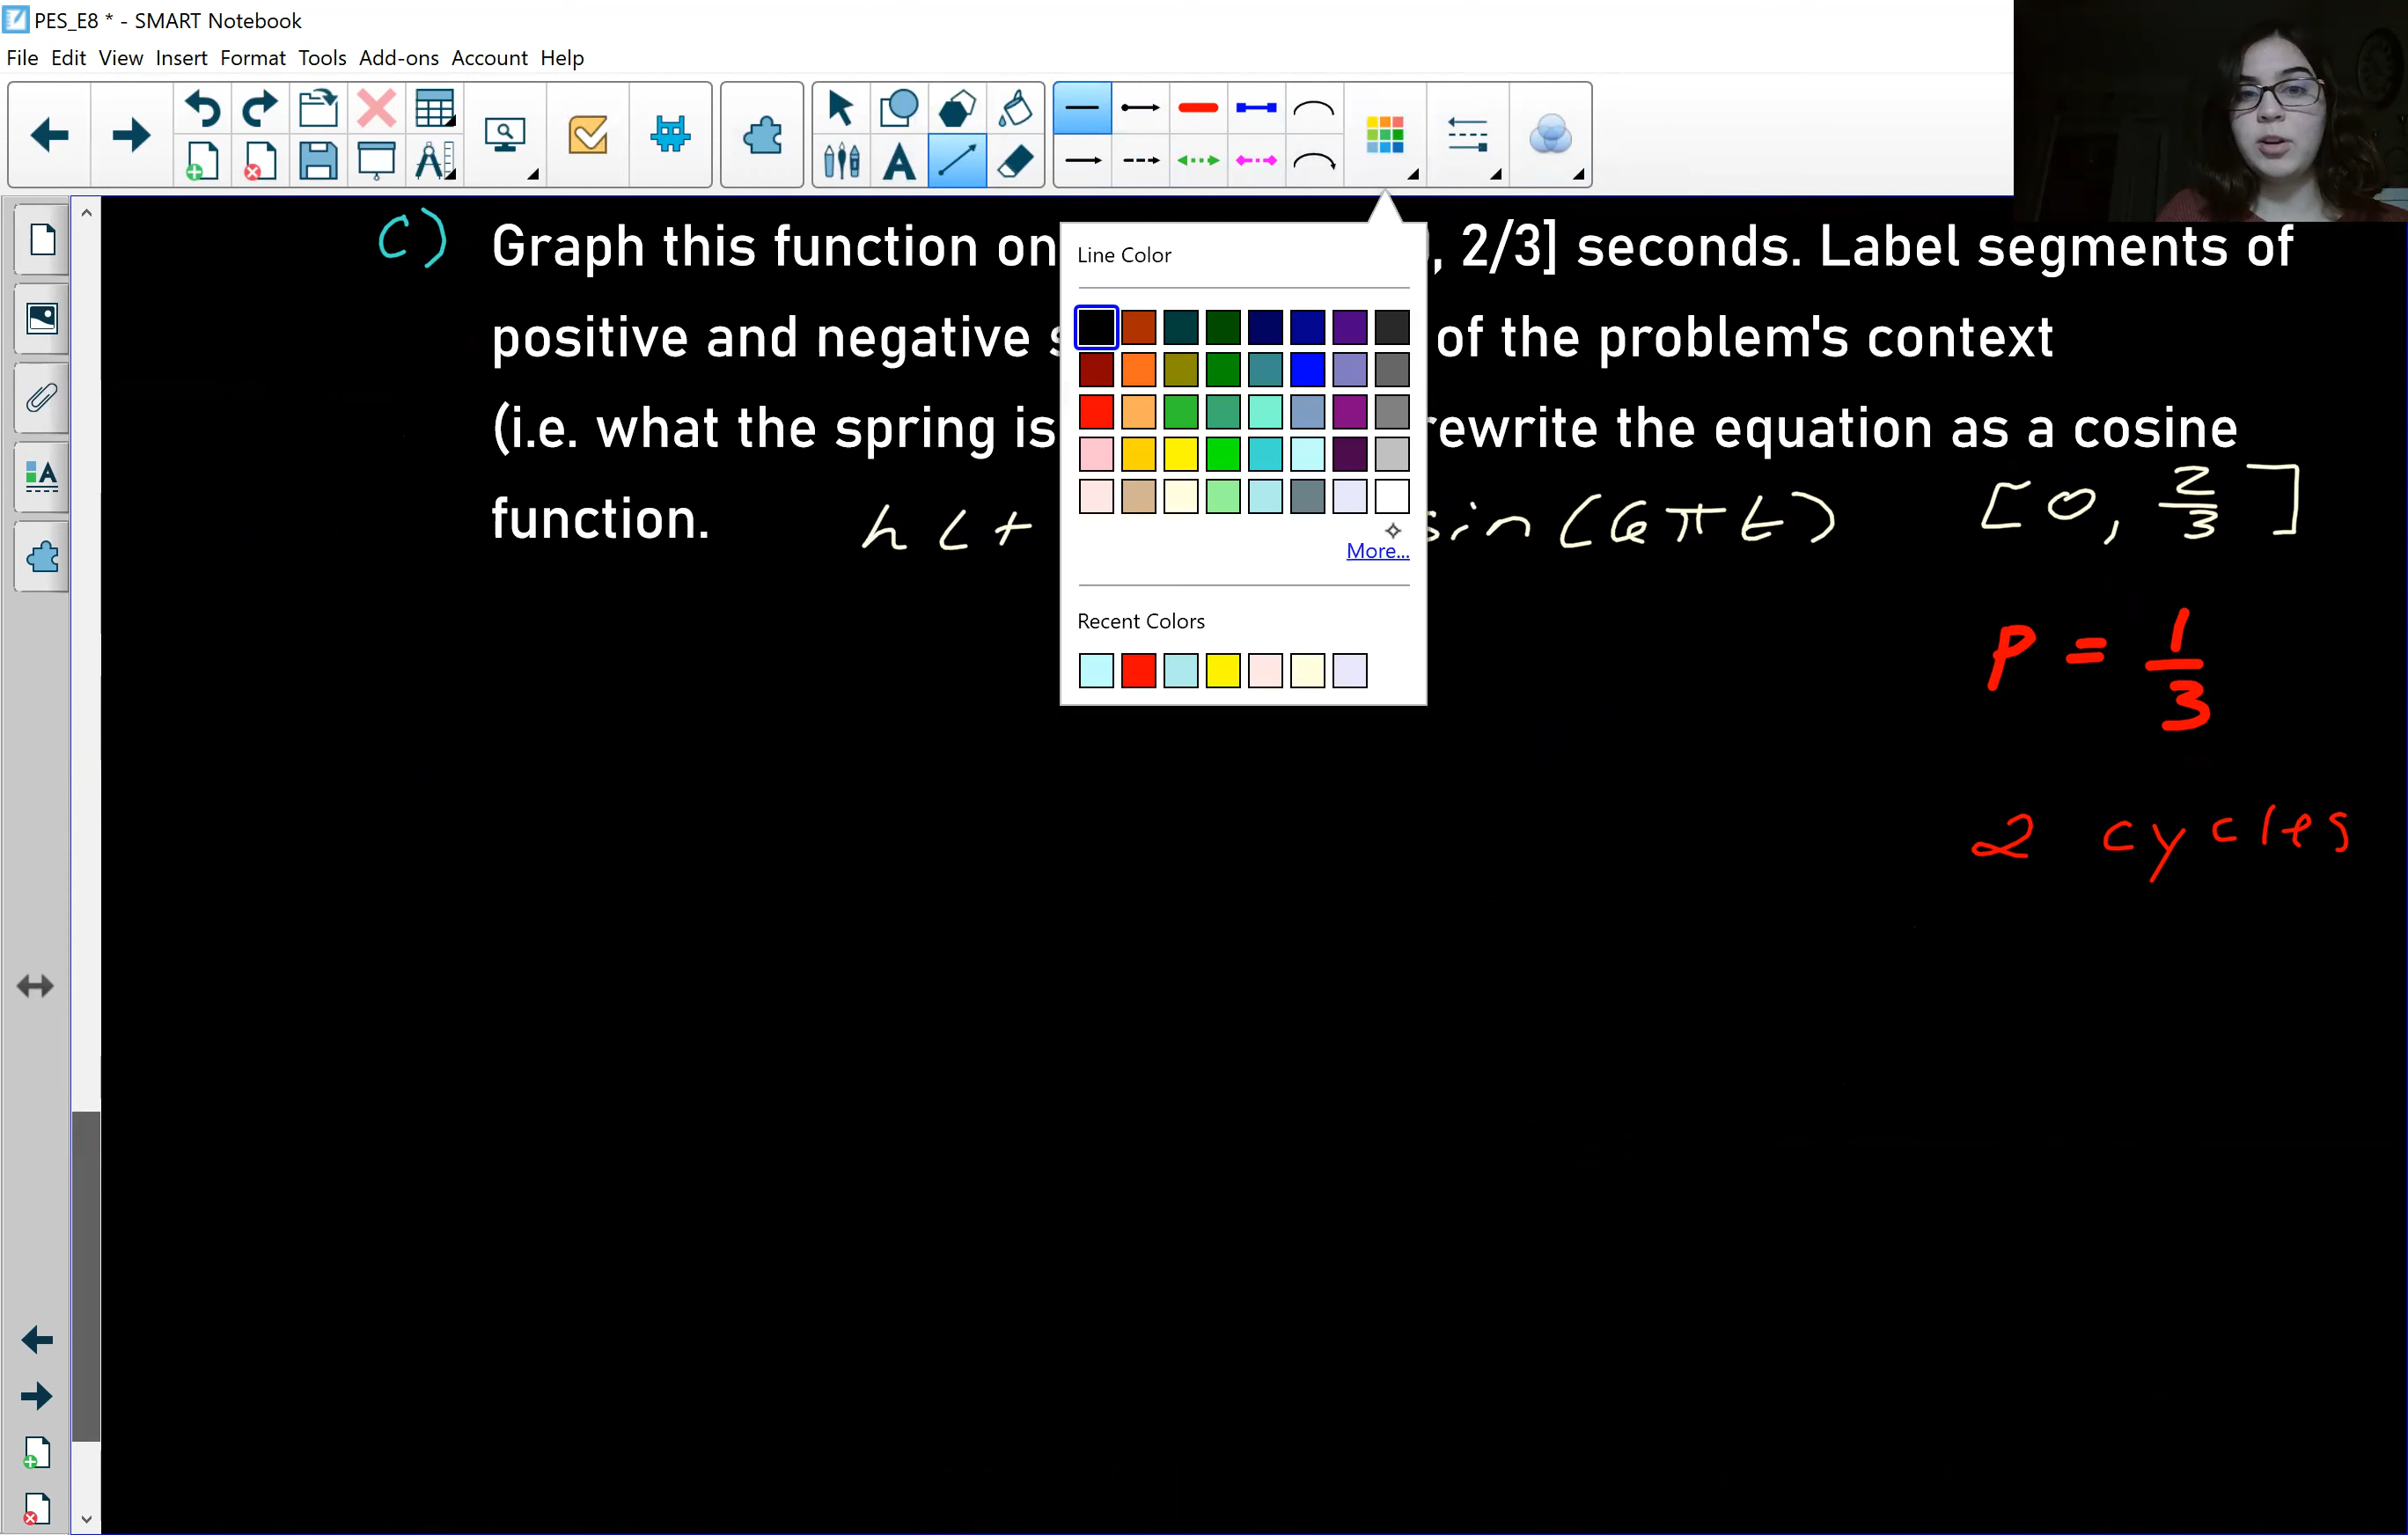 PES_E8 * - SMART Notebook
File Edit View Insert Format Tools Add-ons Account Help
c) Graph this function on , 2/3] seconds. Label segments of
positive and negative of the problem's context
(i.e. what the spring is rewrite the equation as a cosine
function. h(t sin(6πt) [0, 2/3]
Line Color
More...
Recent Colors
P = 1/3
2 cycles